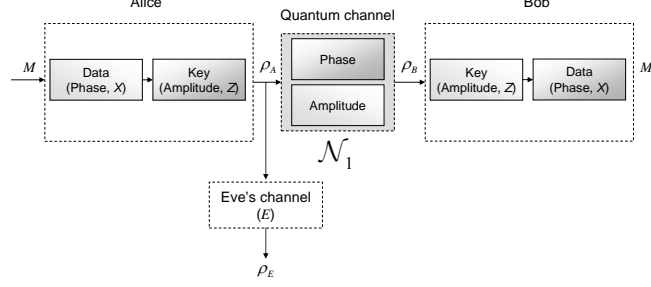 Alice
Quantum channel
Bob
M
Data
(Phase, X)
Key
(Amplitude, Z)
ρA
Phase
Amplitude
𝒩1
ρB
Key
(Amplitude, Z)
Data
(Phase, X)
M
Eve's channel
(E)
ρE